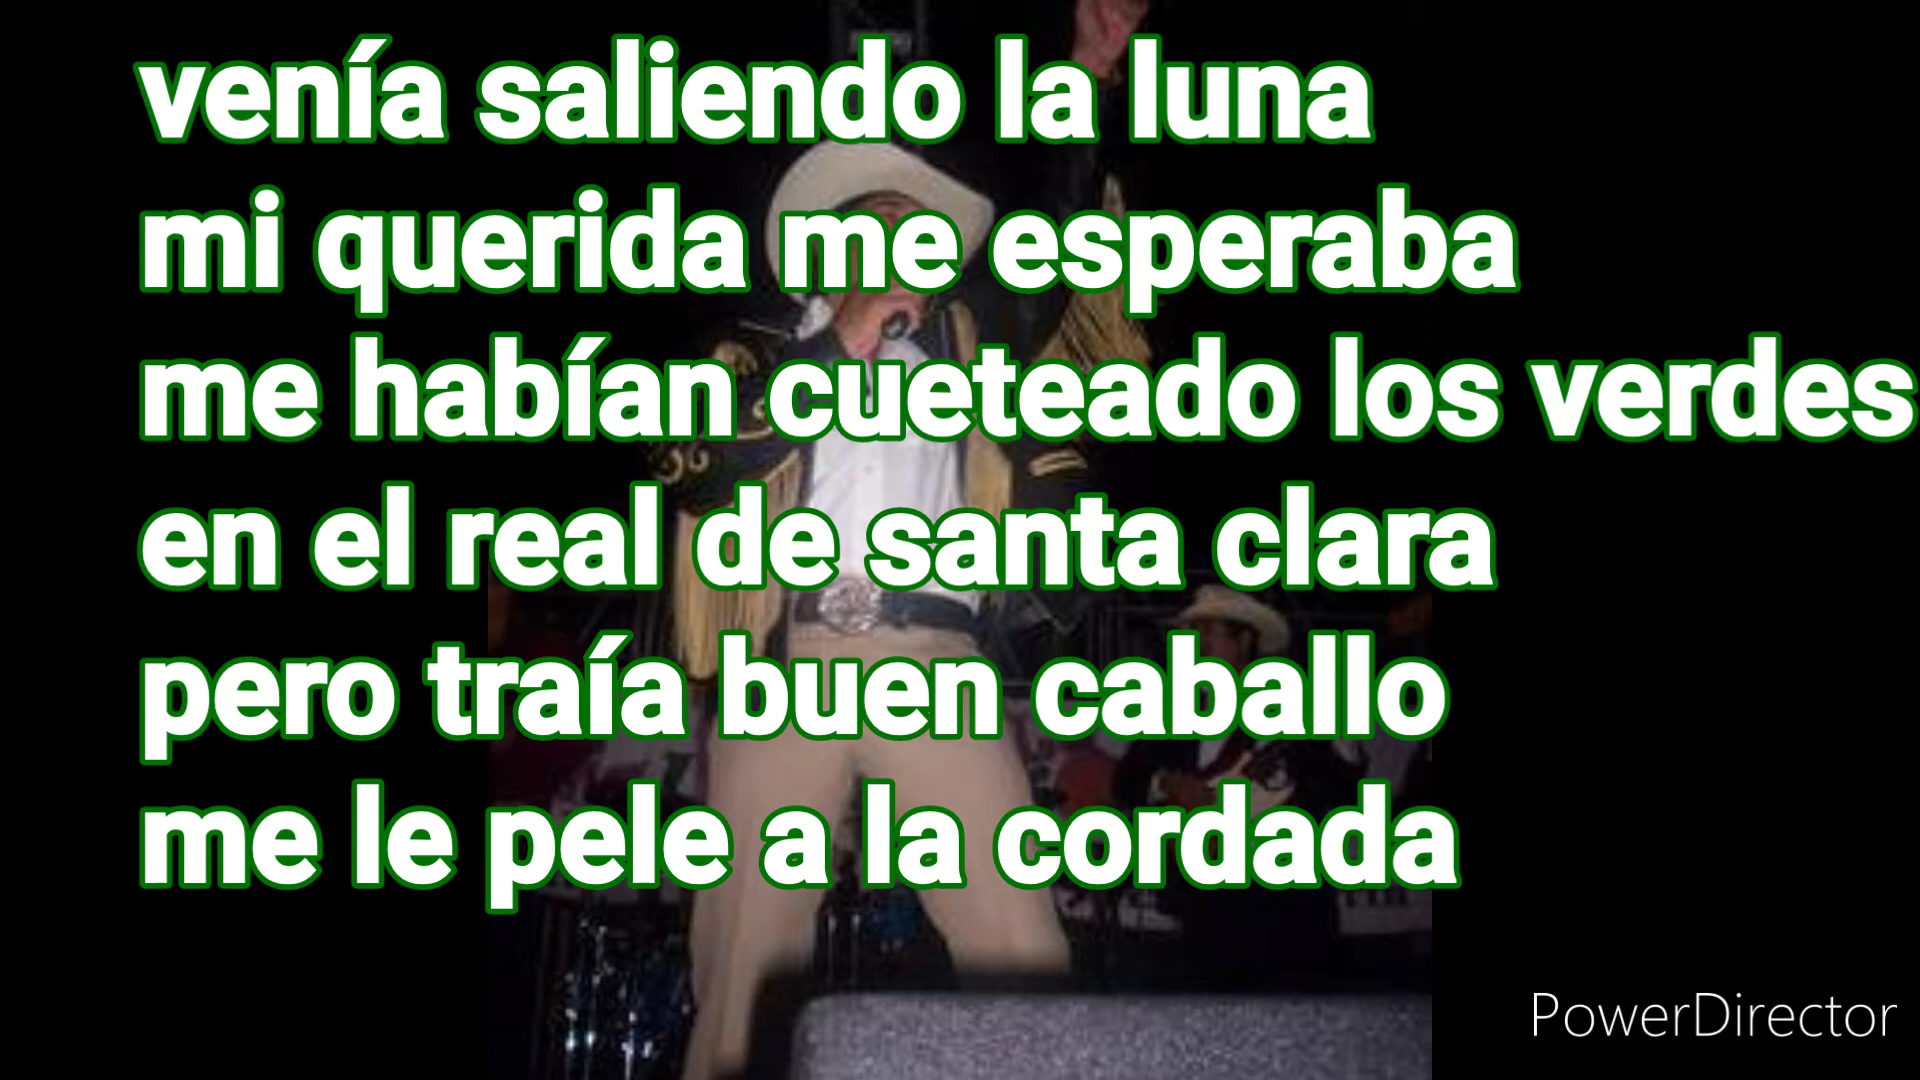 venía saliendo la luna
mi querida me esperaba
me habían cueteado los verdes
en el real de santa clara
pero traía buen caballo
me le pele a la cordada
PowerDirector